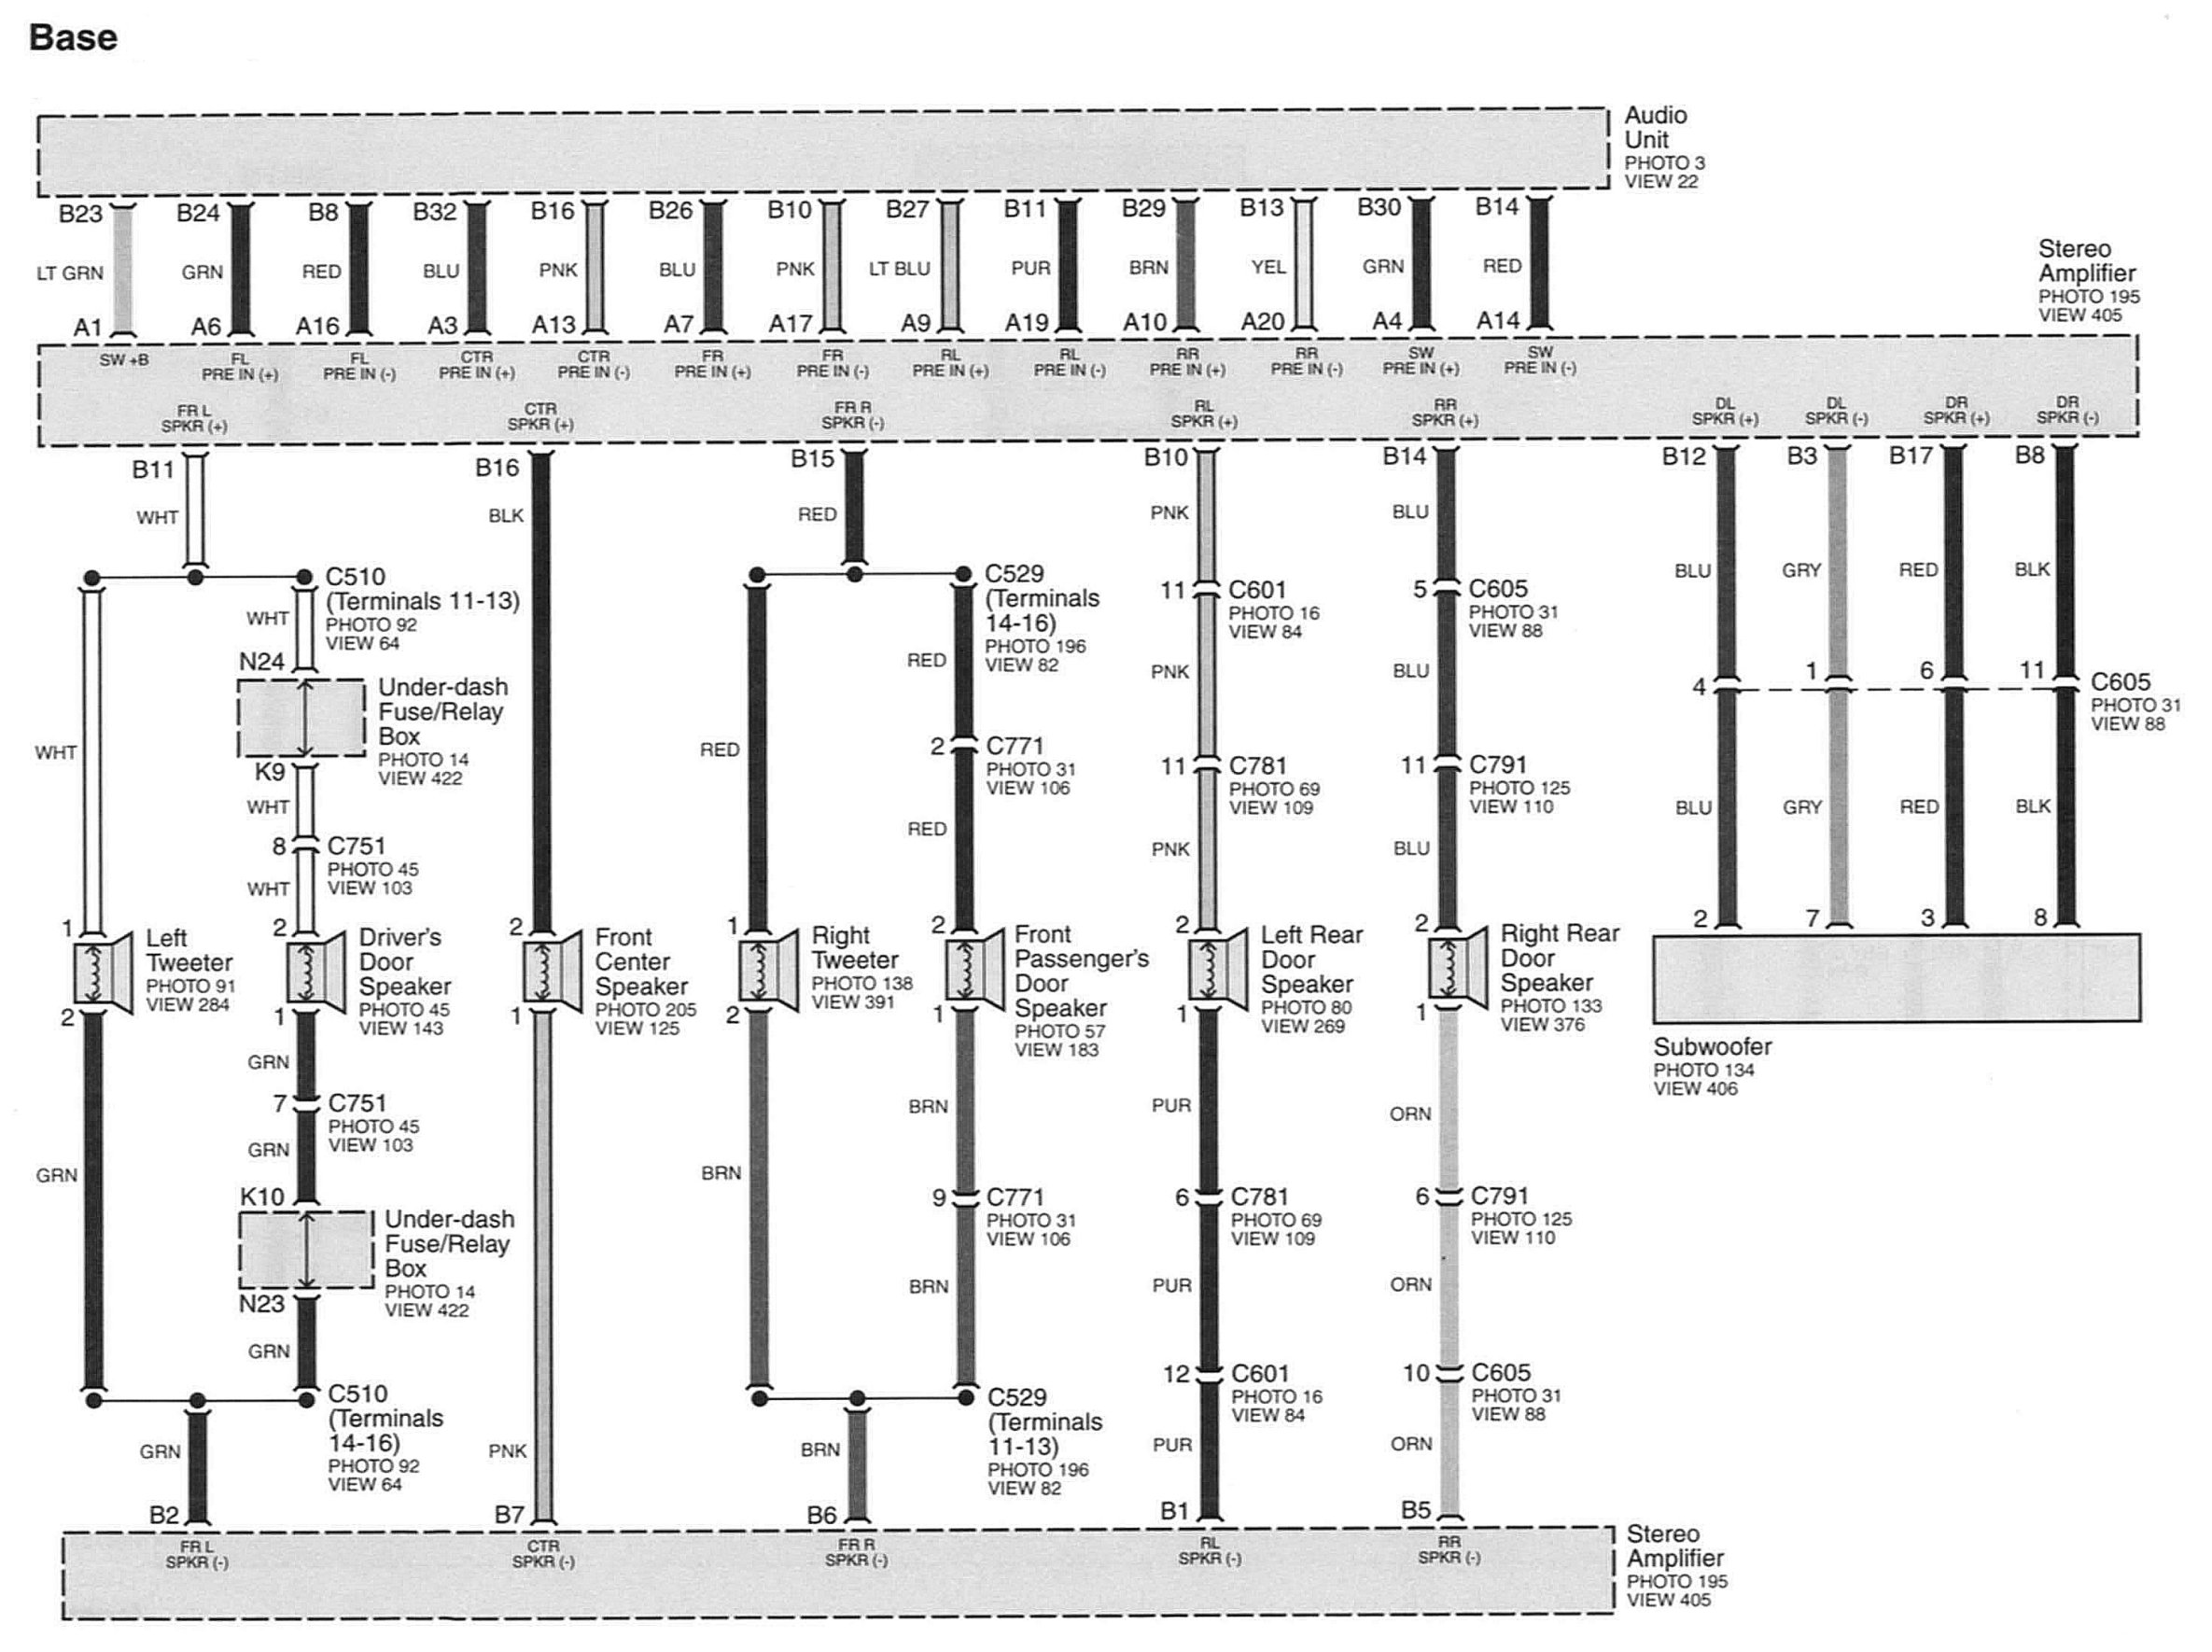 Base
Audio
Unit
PHOTO 3
VIEW 22
B23 B24 B8 B32 B16 B26 B10 B27 B11 B29 B13 B30 B14
LT GRN GRN RED BLU PNK BLU PNK LT BLU PUR BRN YEL GRN RED
A1 A6 A16 A3 A13 A7 A17 A9 A19 A10 A20 A4 A14
Stereo
Amplifier
PHOTO 195
VIEW 405
SW +B
FL
PRE IN (+)
FL
PRE IN (-)
CTR
PRE IN (+)
CTR
PRE IN (-)
FR
PRE IN (+)
FR
PRE IN (-)
RL
PRE IN (+)
RL
PRE IN (-)
RR
PRE IN (+)
RR
PRE IN (-)
SW
PRE IN (+)
SW
PRE IN (-)
FR L
SPKR (+)
CTR
SPKR (+)
FR R
SPKR (-)
RL
SPKR (+)
RR
SPKR (+)
DL
SPKR (+)
DL
SPKR (-)
DR
SPKR (+)
DR
SPKR (-)
B11
WHT
C510
(Terminals 11-13)
PHOTO 92
VIEW 64
WHT
N24
Under-dash
Fuse/Relay
Box
PHOTO 14
VIEW 422
WHT
K9
WHT
8
C751
PHOTO 45
VIEW 103
WHT
1
Left
Tweeter
PHOTO 91
VIEW 284
2
2
Driver's
Door
Speaker
PHOTO 45
VIEW 143
1
GRN
7
C751
PHOTO 45
VIEW 103
GRN
GRN
K10
Under-dash
Fuse/Relay
Box
PHOTO 14
VIEW 422
N23
GRN
C510
(Terminals
14-16)
PHOTO 92
VIEW 64
GRN
B2
B16
BLK
2
Front
Center
Speaker
PHOTO 205
VIEW 125
1
PNK
B7
B15
RED
C529
(Terminals
14-16)
PHOTO 196
VIEW 82
RED
RED
2
C771
PHOTO 31
VIEW 106
RED
1
Right
Tweeter
PHOTO 138
VIEW 391
2
2
Front
Passenger's
Door
Speaker
PHOTO 57
VIEW 183
1
BRN
BRN
9
C771
PHOTO 31
VIEW 106
BRN
C529
(Terminals
11-13)
PHOTO 196
VIEW 82
BRN
B6
B10
PNK
11
C601
PHOTO 16
VIEW 84
PNK
11
C781
PHOTO 69
VIEW 109
PNK
2
Left Rear
Door
Speaker
PHOTO 80
VIEW 269
1
PUR
6
C781
PHOTO 69
VIEW 109
PUR
12
C601
PHOTO 16
VIEW 84
PUR
B1
B14
BLU
5
C605
PHOTO 31
VIEW 88
BLU
11
C791
PHOTO 125
VIEW 110
BLU
2
Right Rear
Door
Speaker
PHOTO 133
VIEW 376
1
ORN
6
C791
PHOTO 125
VIEW 110
ORN
10
C605
PHOTO 31
VIEW 88
ORN
B5
B12 B3 B17 B8
BLU GRY RED BLK
4 1 6 11
C605
PHOTO 31
VIEW 88
BLU GRY RED BLK
2 7 3 8
Subwoofer
PHOTO 134
VIEW 406
FR L
SPKR (-)
CTR
SPKR (-)
FR R
SPKR (-)
RL
SPKR (-)
RR
SPKR (-)
Stereo
Amplifier
PHOTO 195
VIEW 405